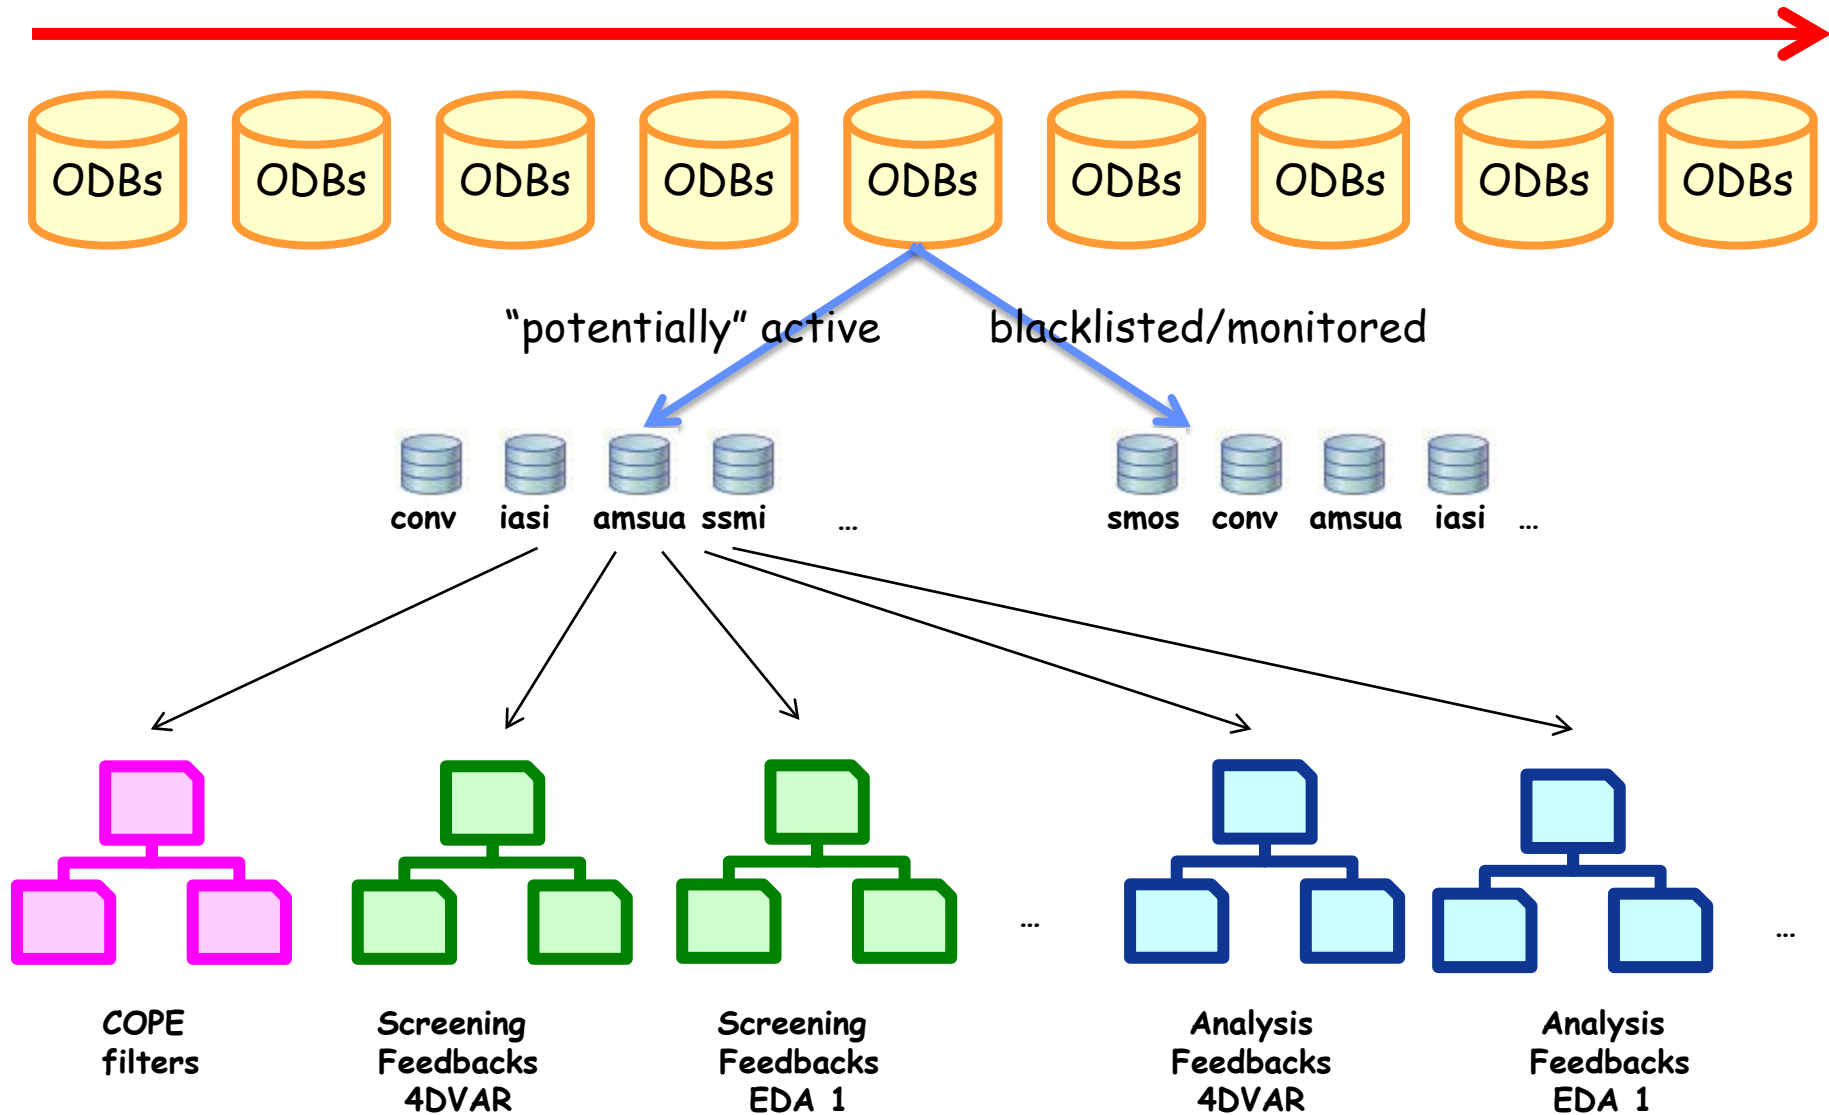 ODBs ODBs ODBs ODBs ODBs ODBs ODBs ODBs ODBs
“potentially” active blacklisted/monitored
conv iasi amsua ssmi ... smos conv amsua iasi ...
... ...
COPE
filters
Screening
Feedbacks
4DVAR
Screening
Feedbacks
EDA 1
Analysis
Feedbacks
4DVAR
Analysis
Feedbacks
EDA 1